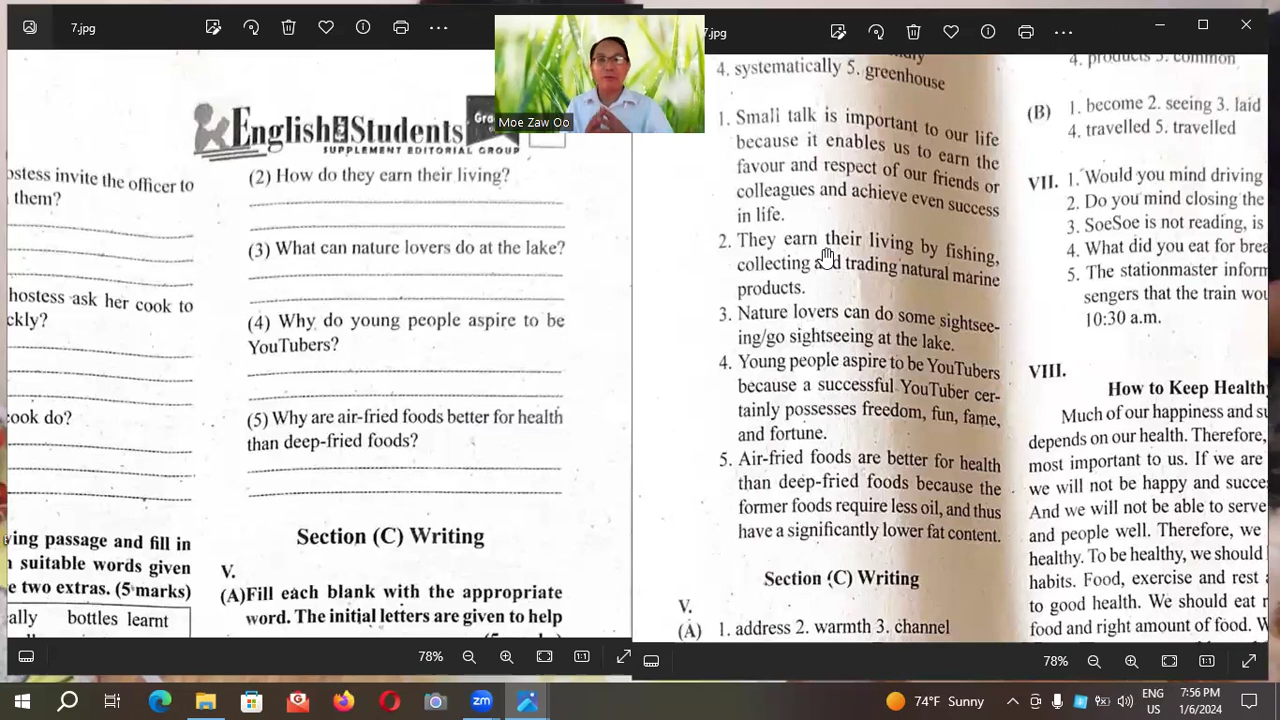 7.jpg
7.jpg
Moe Zaw Oo
English
Students
SUPPLEMENT EDITORIAL GROUP
ostess invite the officer to
them?
hostess ask her cook to
ckly?
cook do?
ing passage and fill in
suitable words given
e two extras. (5 marks)
ally bottles learnt
(2) How do they earn their living?
(3) What can nature lovers do at the lake?
(4) Why do young people aspire to be
YouTubers?
(5) Why are air-fried foods better for health
than deep-fried foods?
Section (C) Writing
V.
(A)Fill each blank with the appropriate
word. The initial letters are given to help
4. systematically 5. greenhouse
1. Small talk is important to our life
because it enables us to earn the
favour and respect of our friends or
colleagues and achieve even success
in life.
2. They earn their living by fishing,
collecting and trading natural marine
products.
3. Nature lovers can do some sightsee-
ing/go sightseeing at the lake.
4. Young people aspire to be YouTubers
because a successful YouTuber cer-
tainly possesses freedom, fun, fame,
and fortune.
5. Air-fried foods are better for health
than deep-fried foods because the
former foods require less oil, and thus
have a significantly lower fat content.
Section (C) Writing
V.
(A) 1. address 2. warmth 3. channel
4. products 5. common
(B) 1. become 2. seeing 3. laid
4. travelled 5. travelle
VII. 1. Would you mind driving
2. Do you mind closing the
3. SoeSoe is not reading, is
4. What did you eat for brea
5. The stationmaster inform
sengers that the train wou
10:30 a.m.
VIII.
How to Keep Health
Much of our happiness and su
depends on our health. Therefore,
most important to us. If we are
we will not be happy and succe
And we will not be able to serve
and people well. Therefore, we
healthy. To be healthy, we should
habits. Food, exercise and rest
to good health. We should eat
food and right amount of food. W
78%
78%
zm
74°F Sunny
ENG
US
7:56 PM
1/6/2024